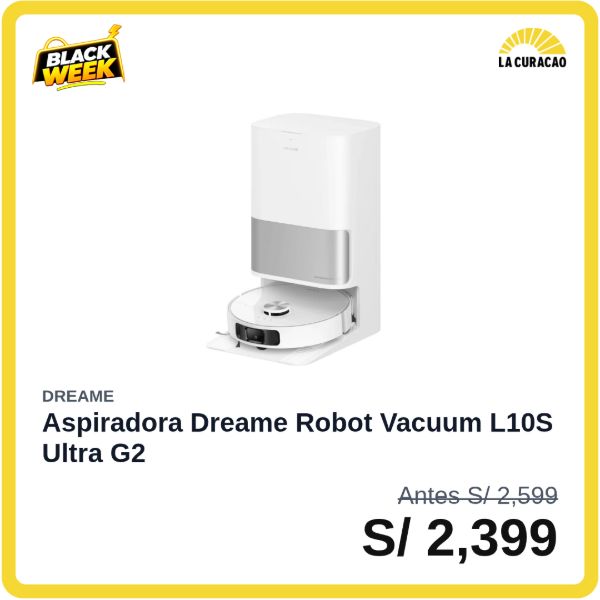 BLACK
WEEK
LA CURACAO
DREAME
Aspiradora Dreame Robot Vacuum L10S
Ultra G2
Antes S/ 2,599
S/ 2,399